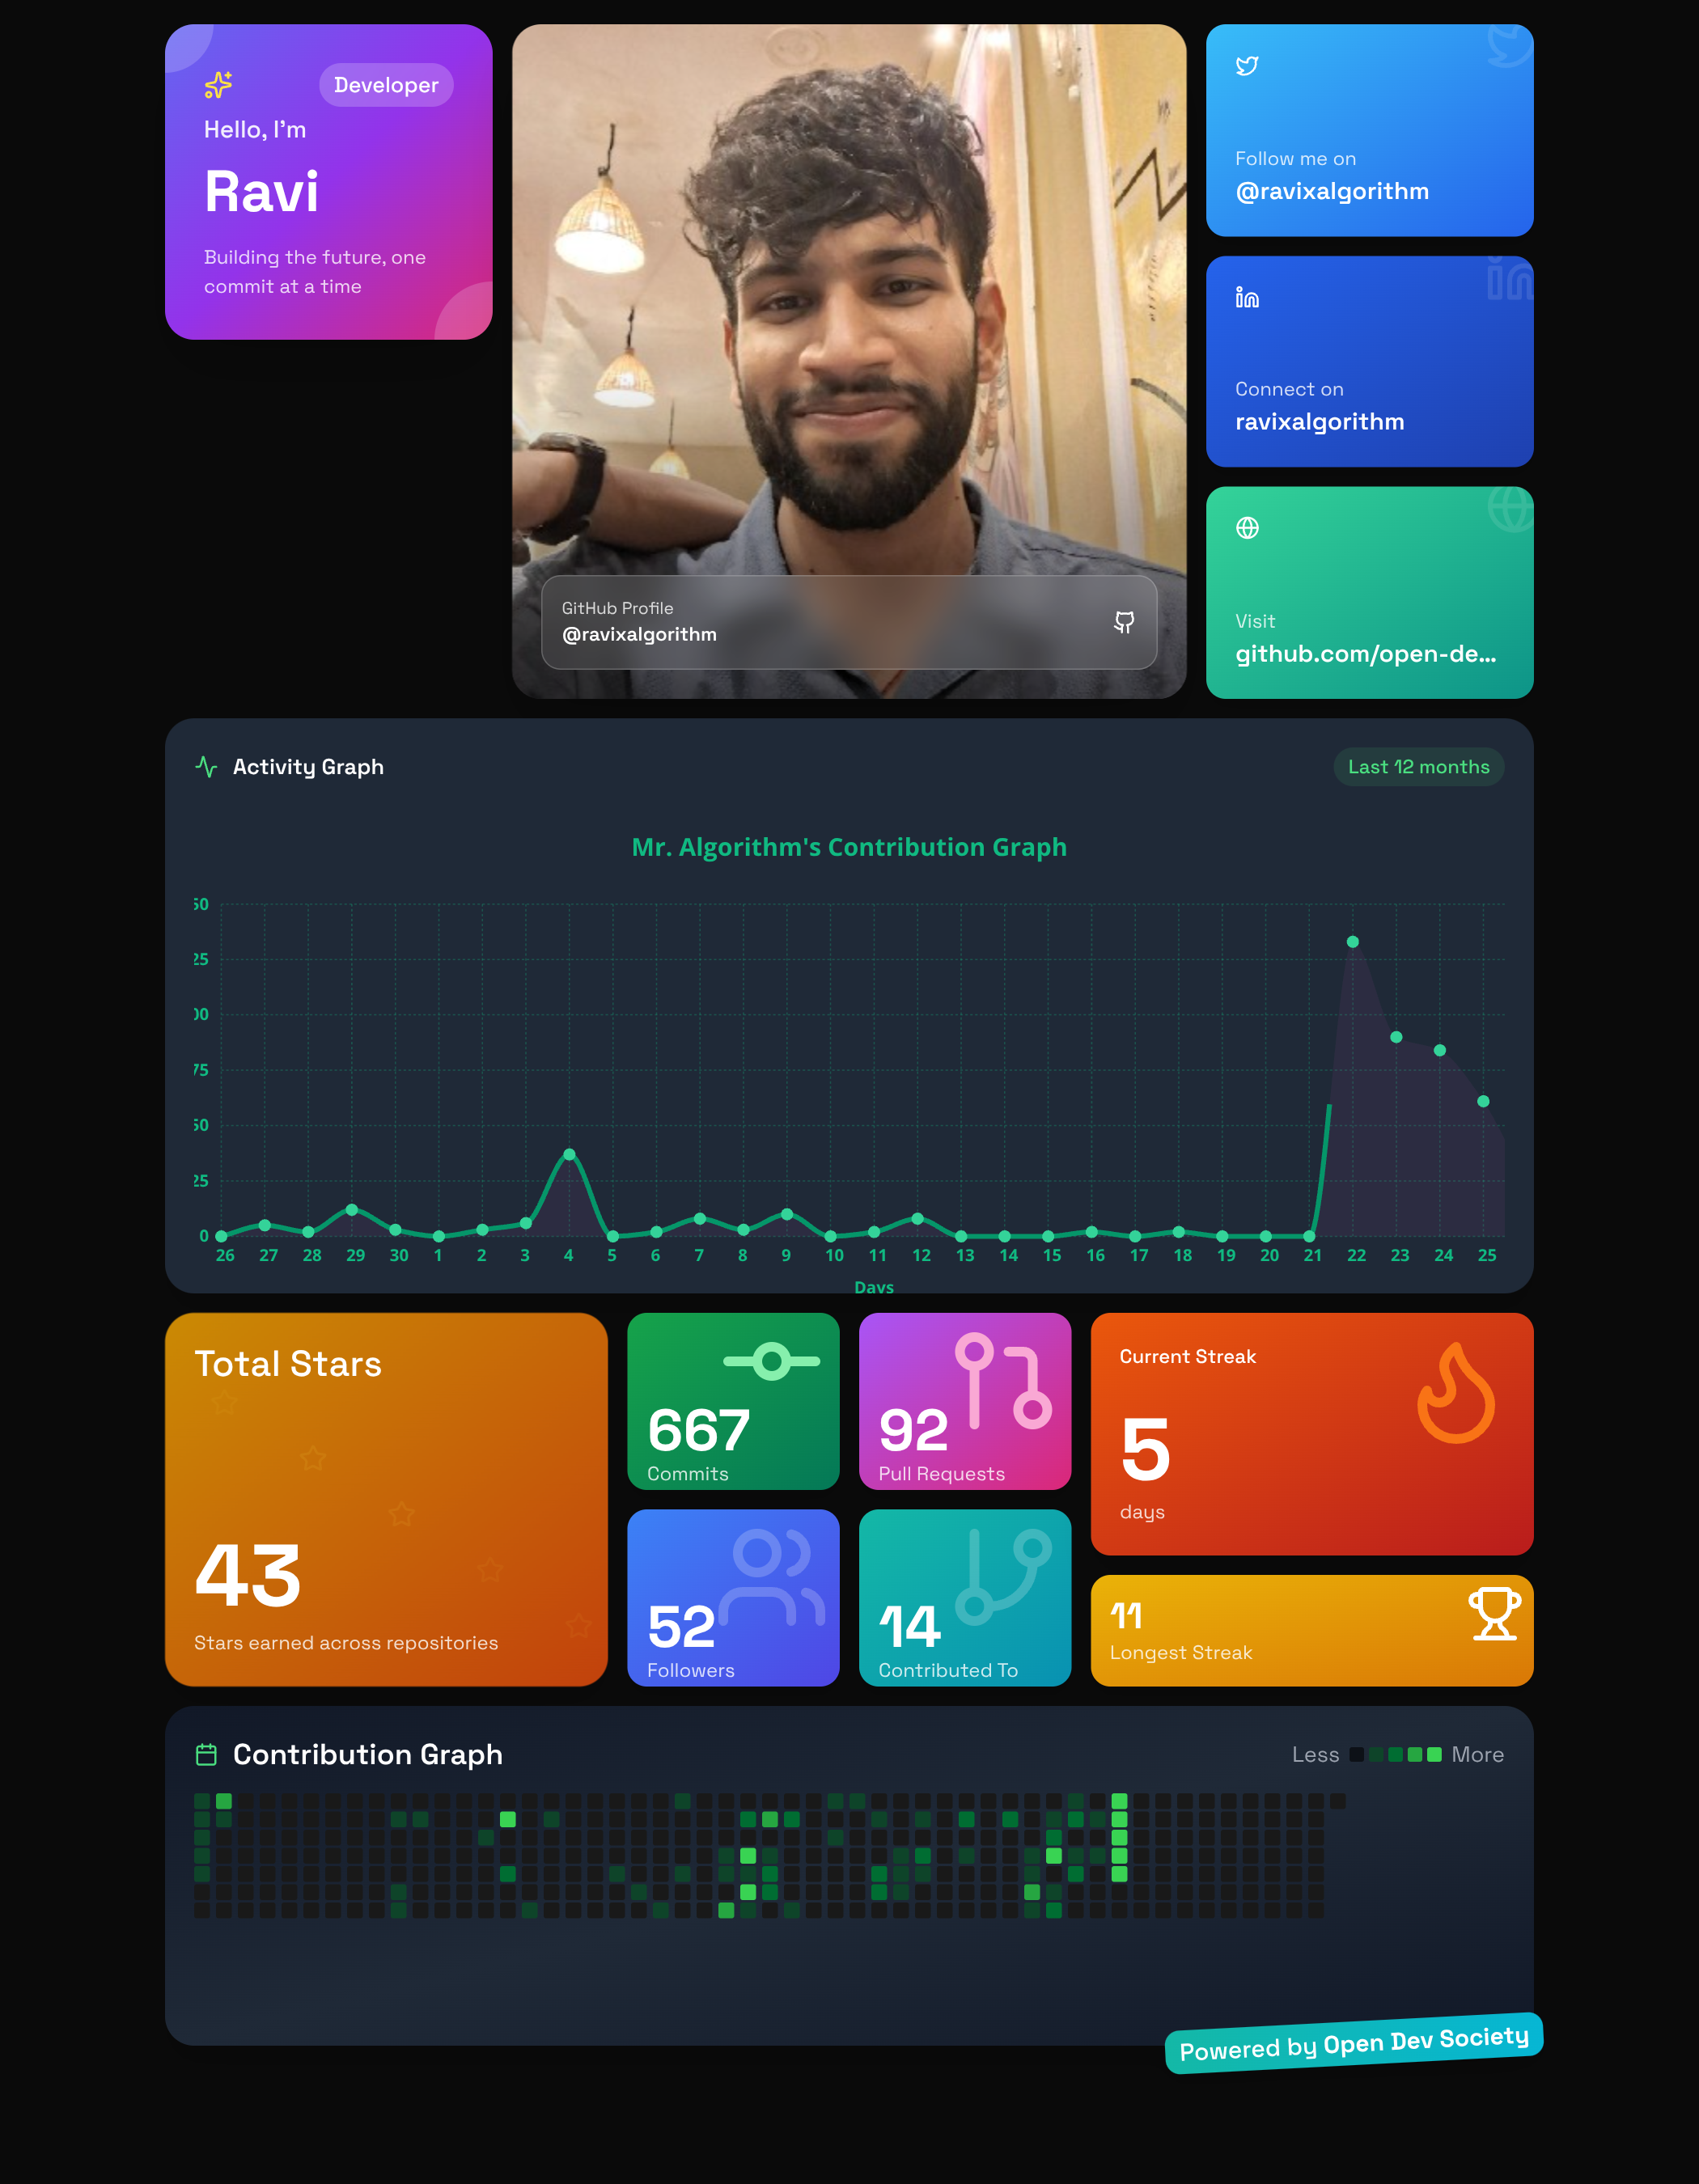 Developer
Hello, I'm
Ravi
Building the future, one
commit at a time
GitHub Profile
@ravixalgorithm
Follow me on
@ravixalgorithm
Connect on
ravixalgorithm
Visit
github.com/open-de...
Activity Graph
Last 12 months
Mr. Algorithm's Contribution Graph
50
25
00
75
50
25
0
26 27 28 29 30 1 2 3 4 5 6 7 8 9 10 11 12 13 14 15 16 17 18 19 20 21 22 23 24 25
Days
Total Stars
43
Stars earned across repositories
667
Commits
92
Pull Requests
52
Followers
14
Contributed To
Current Streak
5
days
11
Longest Streak
Contribution Graph
Less More
Powered by Open Dev Society